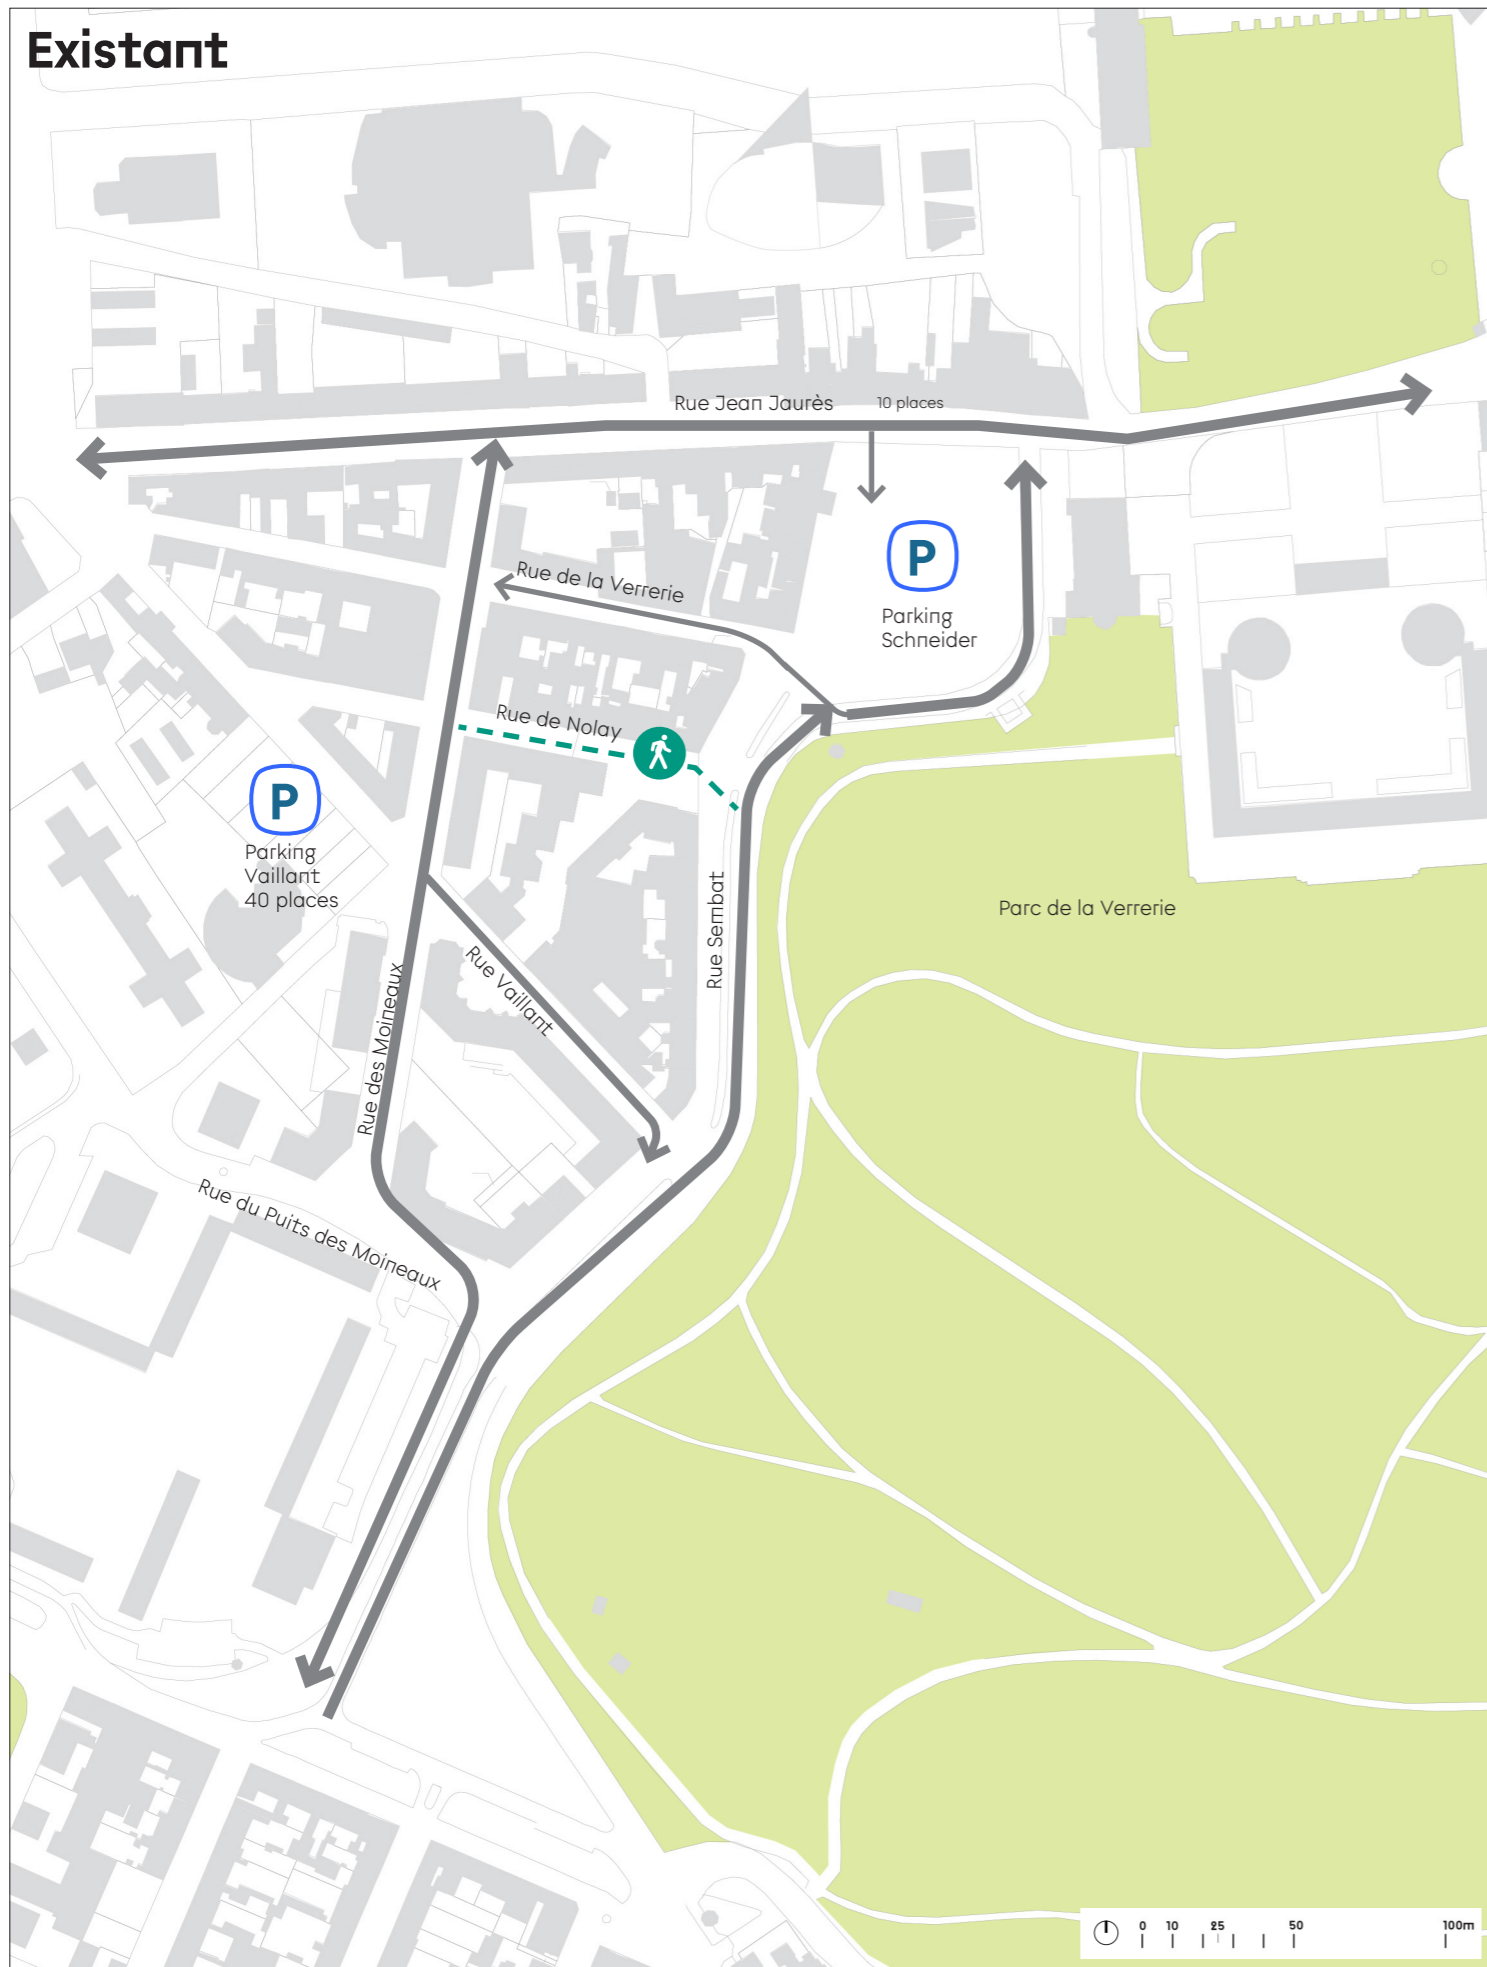 Existant
Rue Jean Jaurès
10 places
P
Parking
Schneider
Rue de la Verrerie
Rue de Nolay
P
Parking
Vaillant
40 places
Rue Sembat
Parc de la Verrerie
Rue Vaillant
Rue des Moineaux
Rue du Puits des Moineaux
0 10 25 50 100m